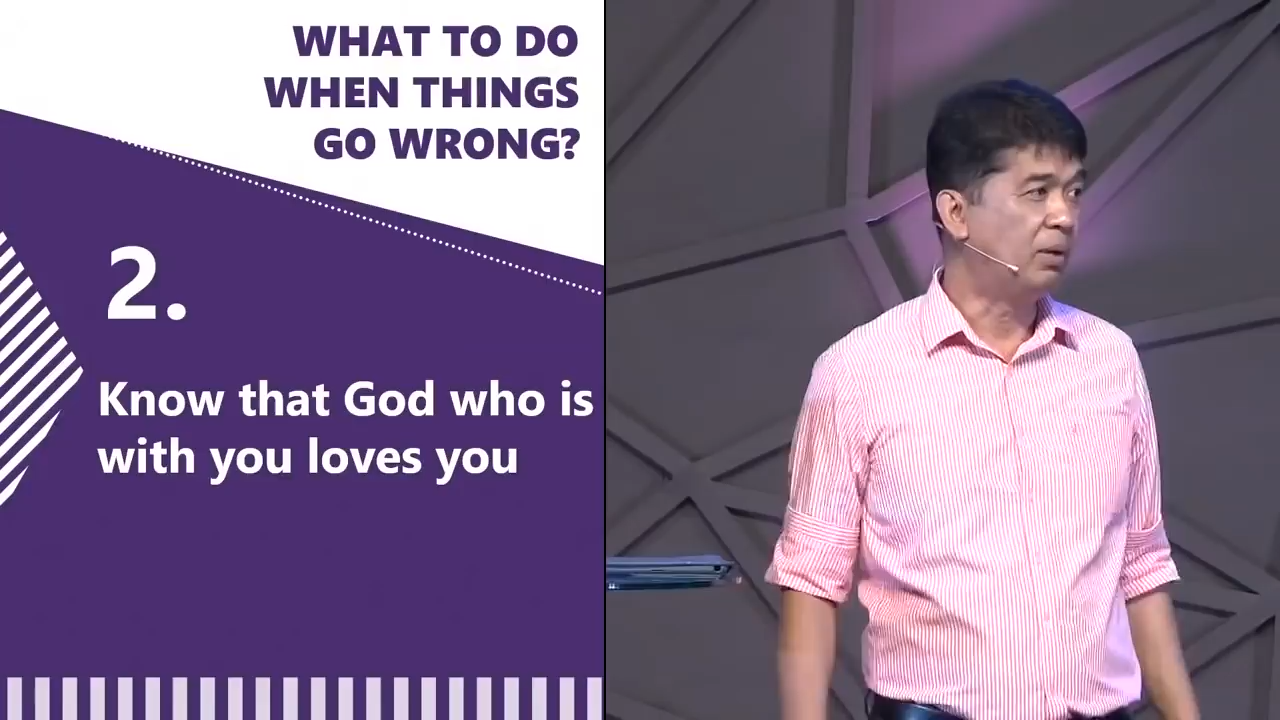 WHAT TO DO
WHEN THINGS
GO WRONG?
2.
Know that God who is
with you loves you